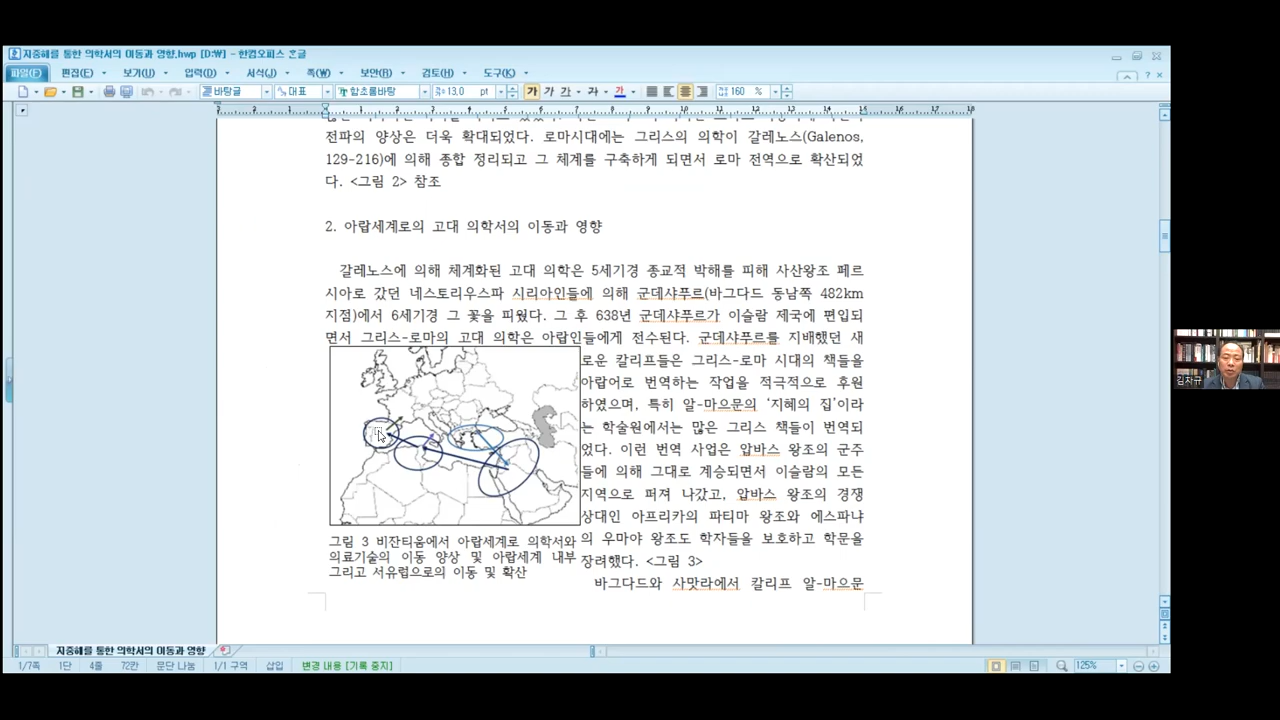 지중해를 통한 의학서의 이동과 영향.hwp [D:\] - 한컴오피스 한글
파일(F) 편집(E) 보기(U) 입력(D) 서식(J) 쪽(W) 보안(B) 검토(H) 도구(K)
바탕글 대표 함초롬바탕 13.0 pt 가 가 가 가 가 160 %
전파의 양상은 더욱 확대되었다. 로마시대에는 그리스의 의학이 갈레노스(Galenos,
129-216)에 의해 종합 정리되고 그 체계를 구축하게 되면서 로마 전역으로 확산되었
다. <그림 2> 참조
2. 아랍세계로의 고대 의학서의 이동과 영향
갈레노스에 의해 체계화된 고대 의학은 5세기경 종교적 박해를 피해 사산왕조 페르
시아로 갔던 네스토리우스파 시리아인들에 의해 군데샤푸르(바그다드 동남쪽 482km
지점)에서 6세기경 그 꽃을 피웠다. 그 후 638년 군데샤푸르가 이슬람 제국에 편입되
면서 그리스-로마의 고대 의학은 아랍인들에게 전수된다. 군데샤푸르를 지배했던 새
로운 칼리프들은 그리스-로마 시대의 책들을
아랍어로 번역하는 작업을 적극적으로 후원
하였으며, 특히 알-마으문의 ‘지혜의 집’이라
는 학술원에서는 많은 그리스 책들이 번역되
었다. 이런 번역 사업은 압바스 왕조의 군주
들에 의해 그대로 계승되면서 이슬람의 모든
지역으로 퍼져 나갔고, 압바스 왕조의 경쟁
상대인 아프리카의 파티마 왕조와 에스파냐
의 우마야 왕조도 학자들을 보호하고 학문을
장려했다. <그림 3>
그림 3 비잔티움에서 아랍세계로 의학서와
의료기술의 이동 양상 및 아랍세계 내부
그리고 서유럽으로의 이동 및 확산
바그다드와 사맛라에서 칼리프 알-마으문
김차규
지중해를 통한 의학서의 이동과 영향
1/7쪽 1단 4줄 72칸 문단 나눔 1/1 구역 삽입 변경 내용 [기록 중지] 125%